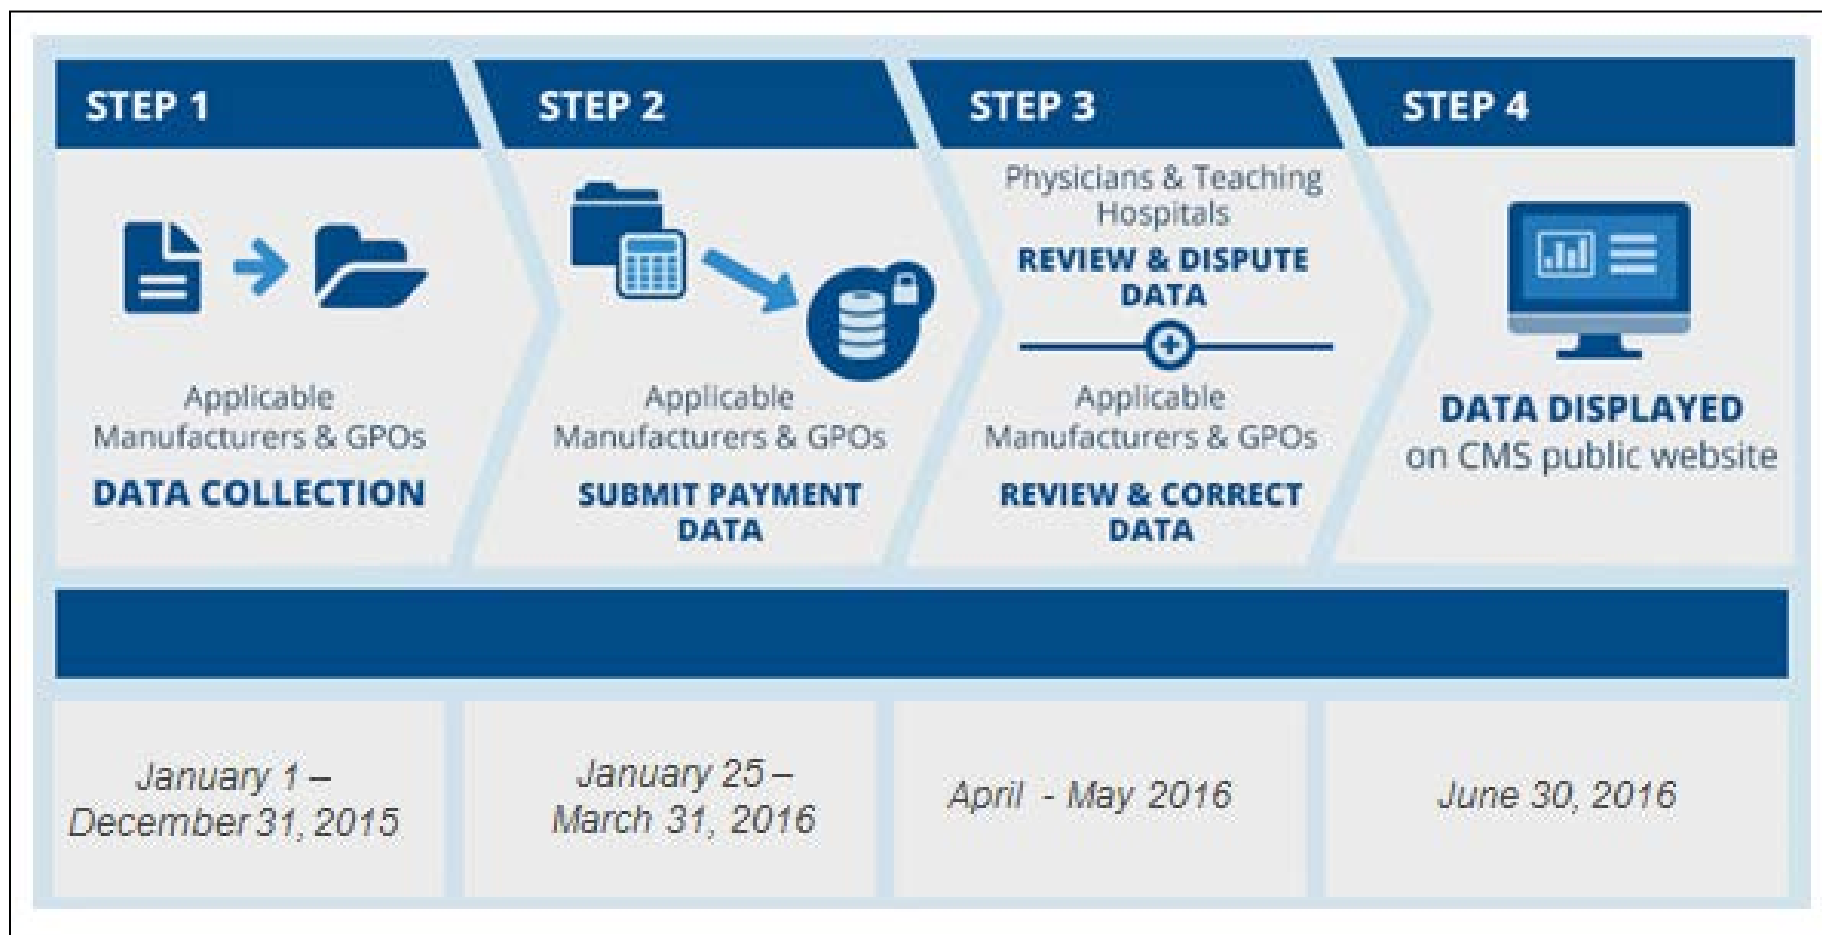 STEP 1
Applicable
Manufacturers & GPOs
DATA COLLECTION
STEP 2
Applicable
Manufacturers & GPOs
SUBMIT PAYMENT
DATA
STEP 3
Physicians & Teaching
Hospitals
REVIEW & DISPUTE
DATA
Applicable
Manufacturers & GPOs
REVIEW & CORRECT
DATA
STEP 4
DATA DISPLAYED
on CMS public website
January 1 –
December 31, 2015
January 25 –
March 31, 2016
April - May 2016
June 30, 2016